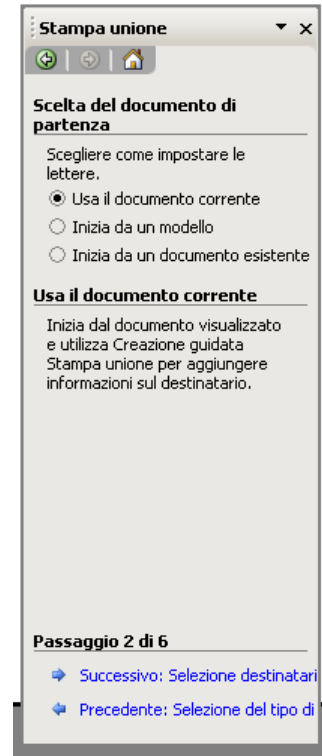 Stampa unione
Scelta del documento di
partenza
Scegliere come impostare le
lettere.
Usa il documento corrente
Inizia da un modello
Inizia da un documento esistente
Usa il documento corrente
Inizia dal documento visualizzato
e utilizza Creazione guidata
Stampa unione per aggiungere
informazioni sul destinatario.
Passaggio 2 di 6
Successivo: Selezione destinatari
Precedente: Selezione del tipo di